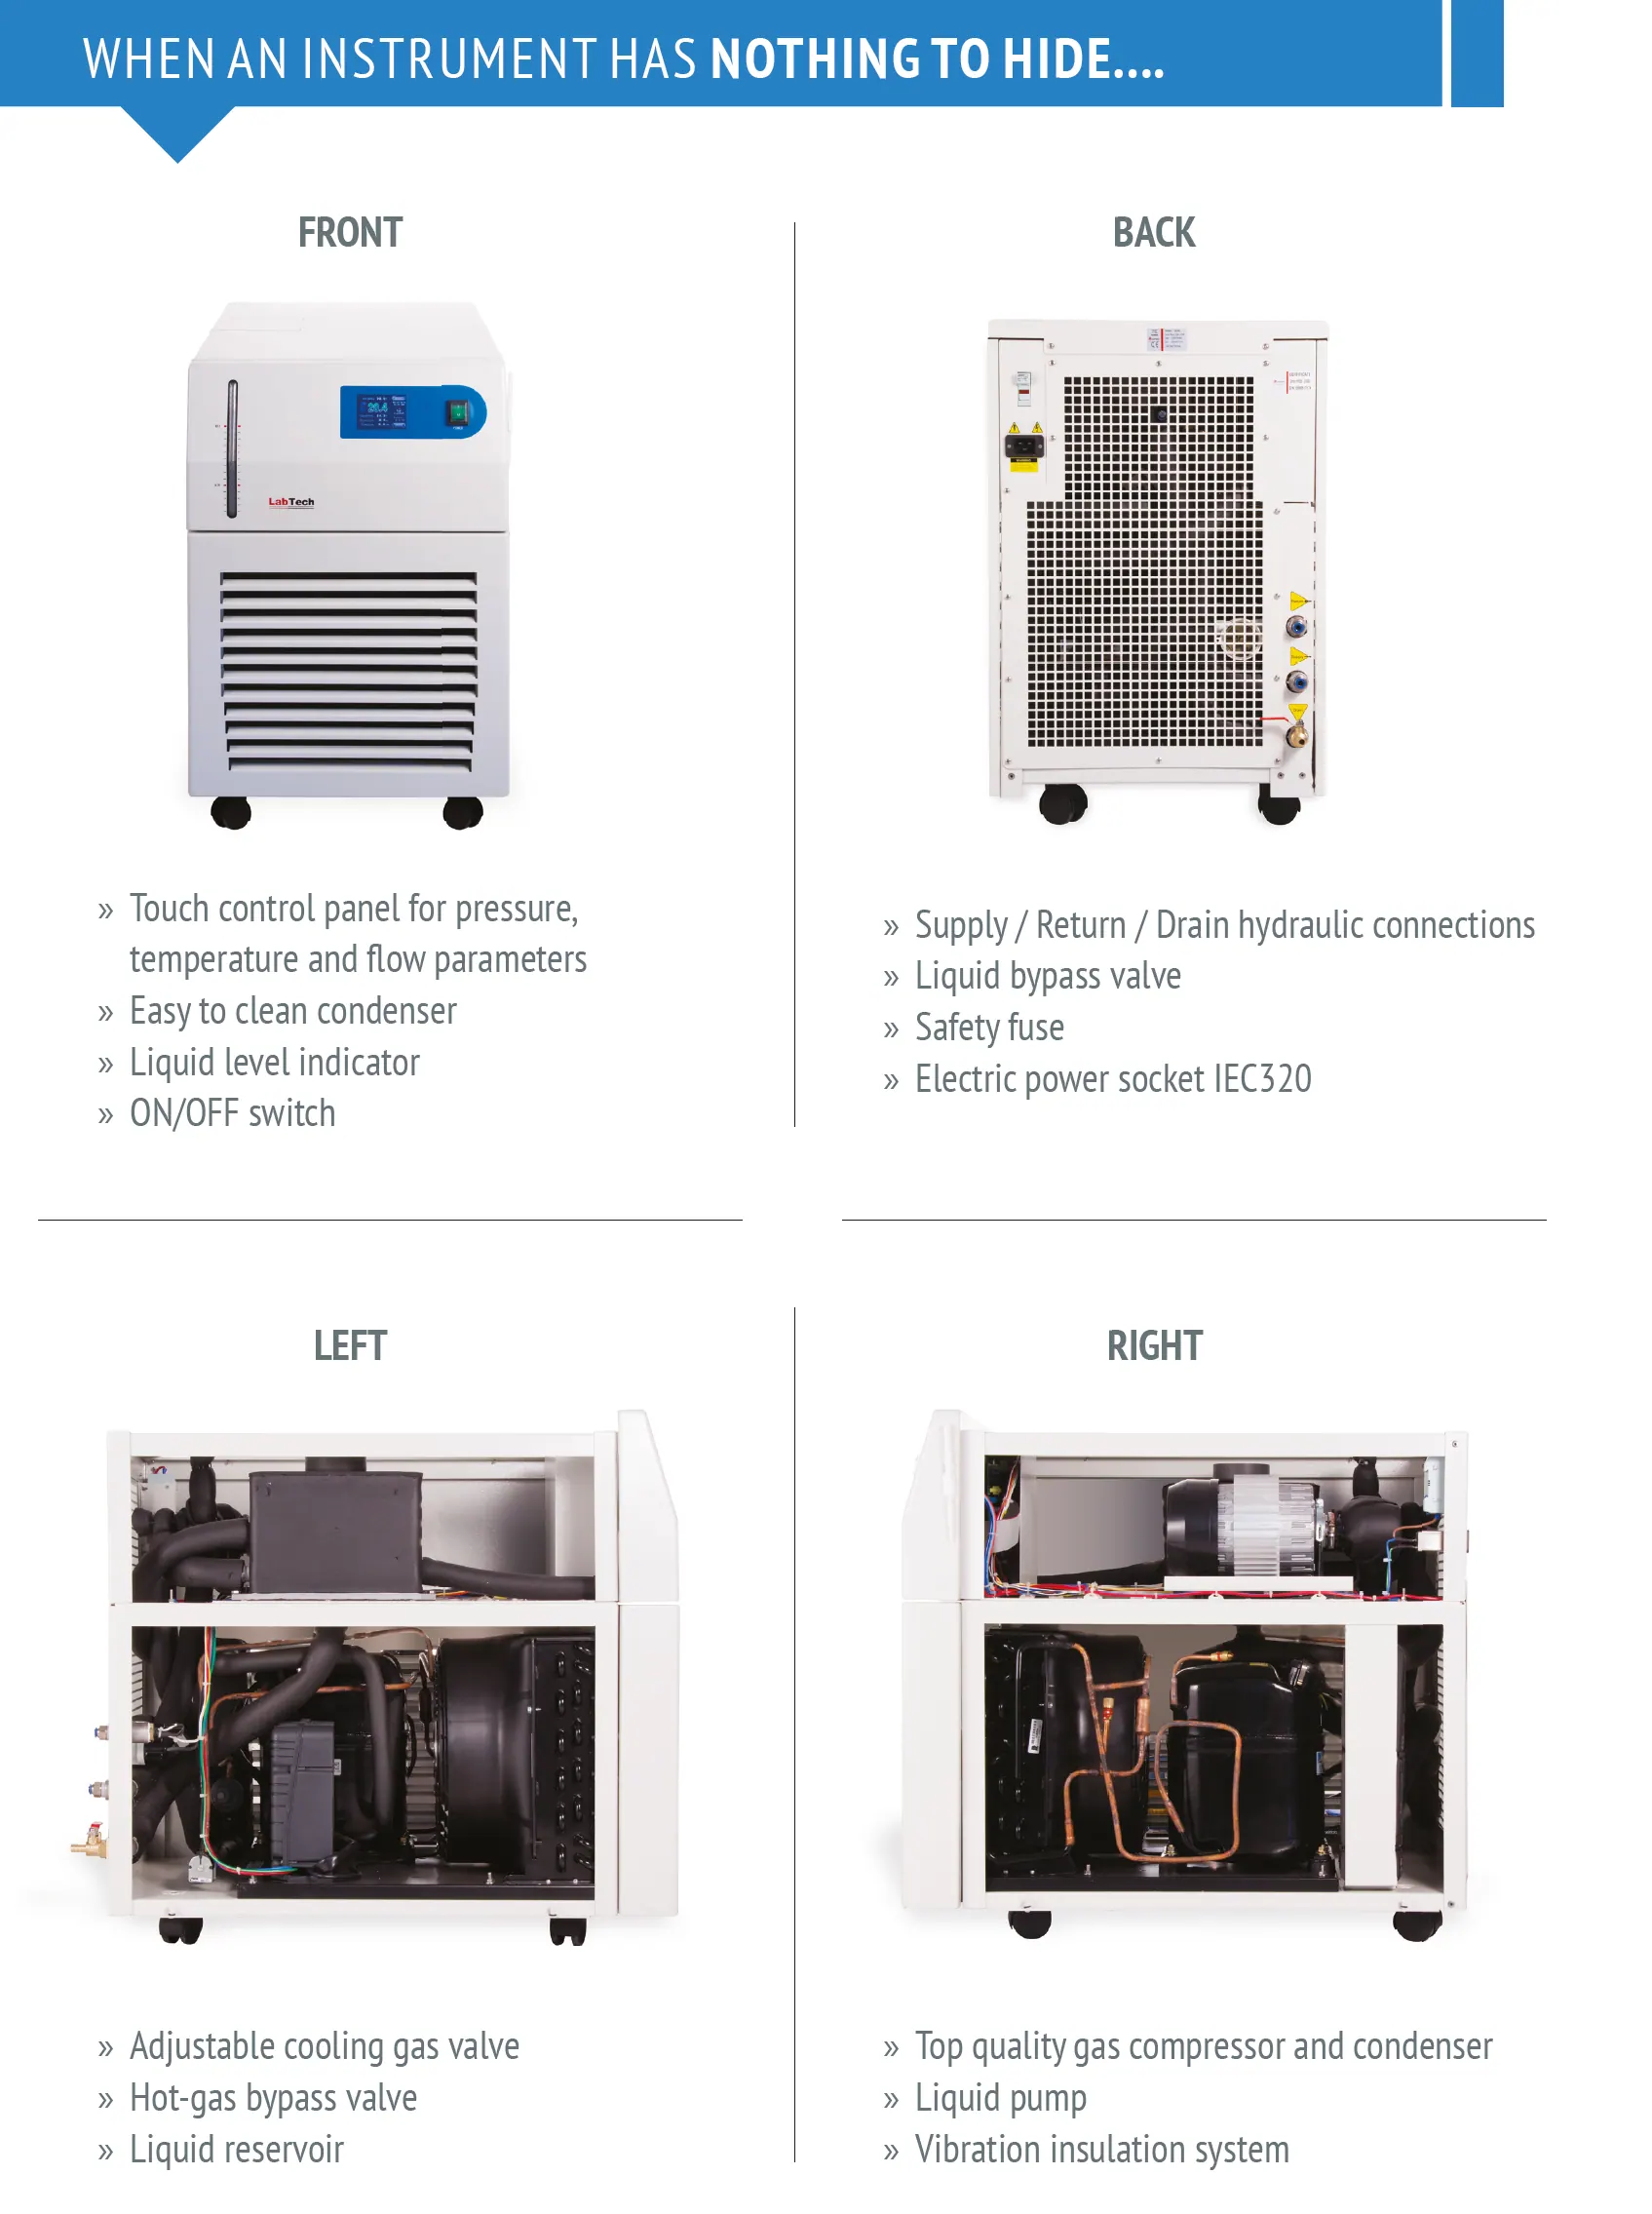 WHEN AN INSTRUMENT HAS NOTHING TO HIDE....
FRONT
BACK
20.4
POWER
LabTech
» Touch control panel for pressure,
temperature and flow parameters
» Easy to clean condenser
» Liquid level indicator
» ON/OFF switch
» Supply / Return / Drain hydraulic connections
» Liquid bypass valve
» Safety fuse
» Electric power socket IEC320
LEFT
RIGHT
» Adjustable cooling gas valve
» Hot-gas bypass valve
» Liquid reservoir
» Top quality gas compressor and condenser
» Liquid pump
» Vibration insulation system